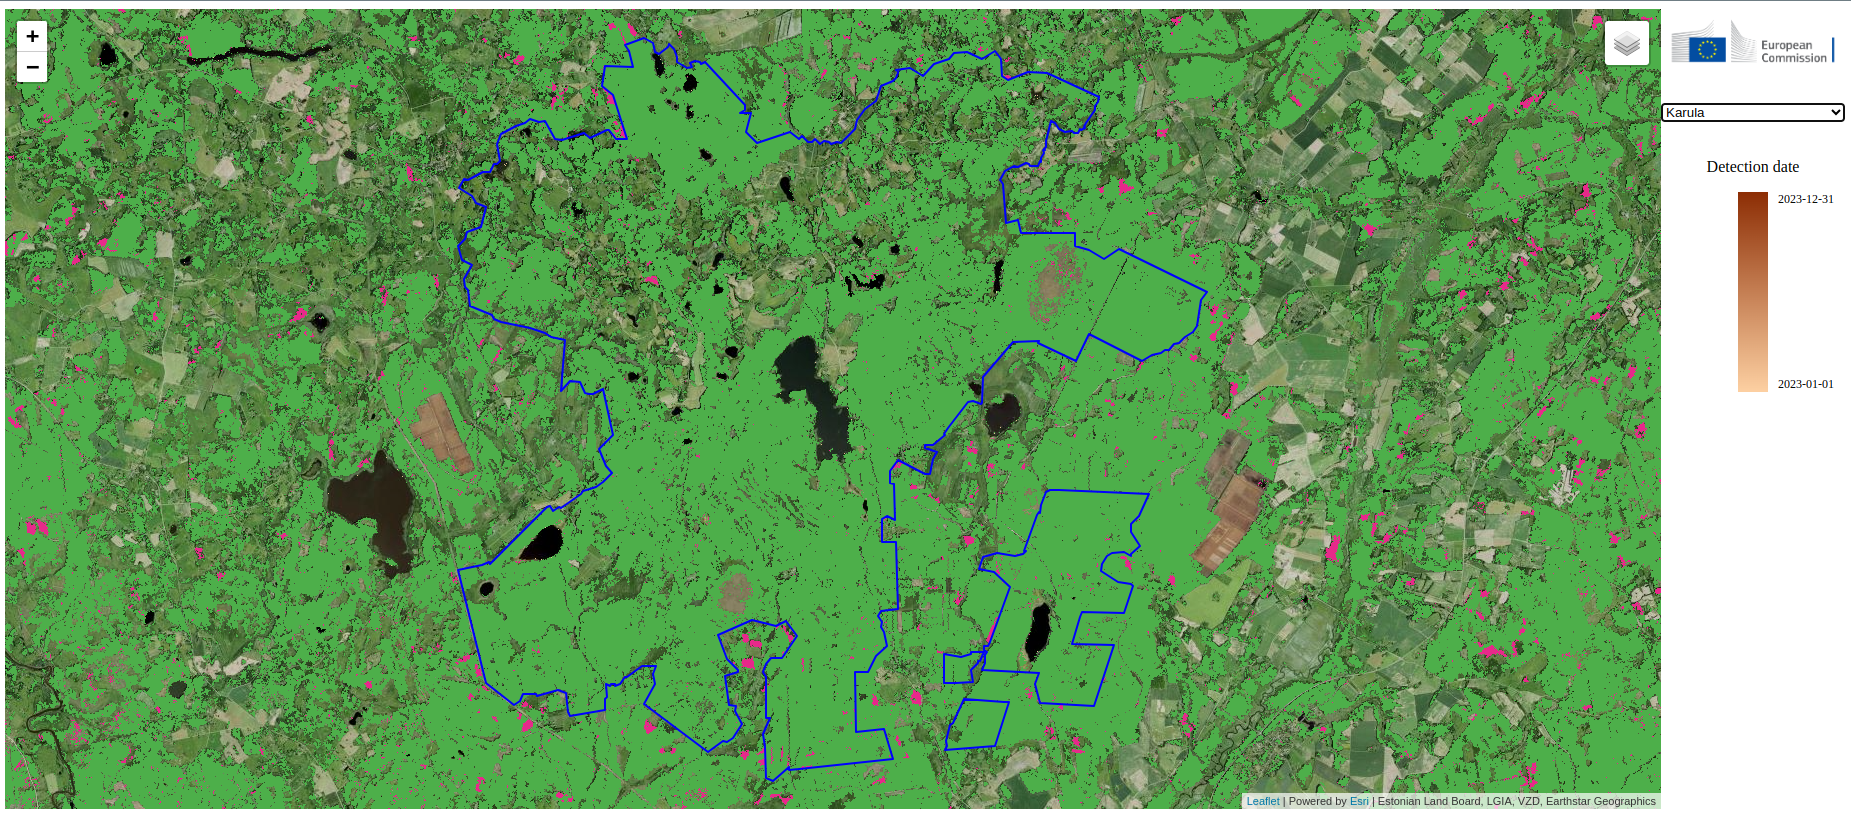 +
−
European
Commission
Karula
Detection date
2023-12-31
2023-01-01
Leaflet | Powered by Esri | Estonian Land Board, LGIA, VZD, Earthstar Geographics